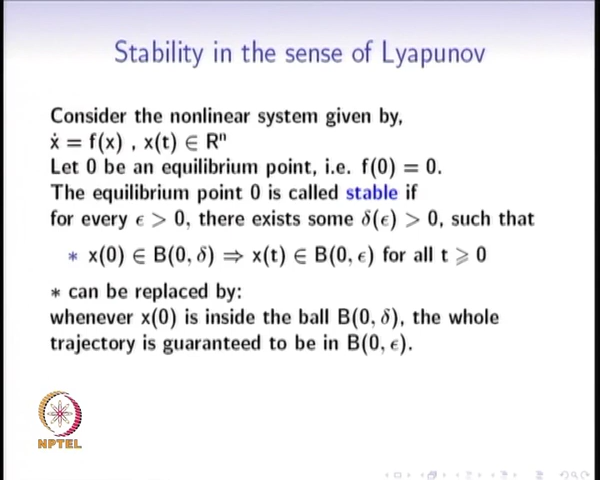 Stability in the sense of Lyapunov
Consider the nonlinear system given by,
ẋ = f(x) , x(t) ∈ Rⁿ
Let 0 be an equilibrium point, i.e. f(0) = 0.
The equilibrium point 0 is called stable if
for every ϵ > 0, there exists some δ(ϵ) > 0, such that
* x(0) ∈ B(0, δ) ⇒ x(t) ∈ B(0, ϵ) for all t ⩾ 0
* can be replaced by:
whenever x(0) is inside the ball B(0, δ), the whole
trajectory is guaranteed to be in B(0, ϵ).
NPTEL